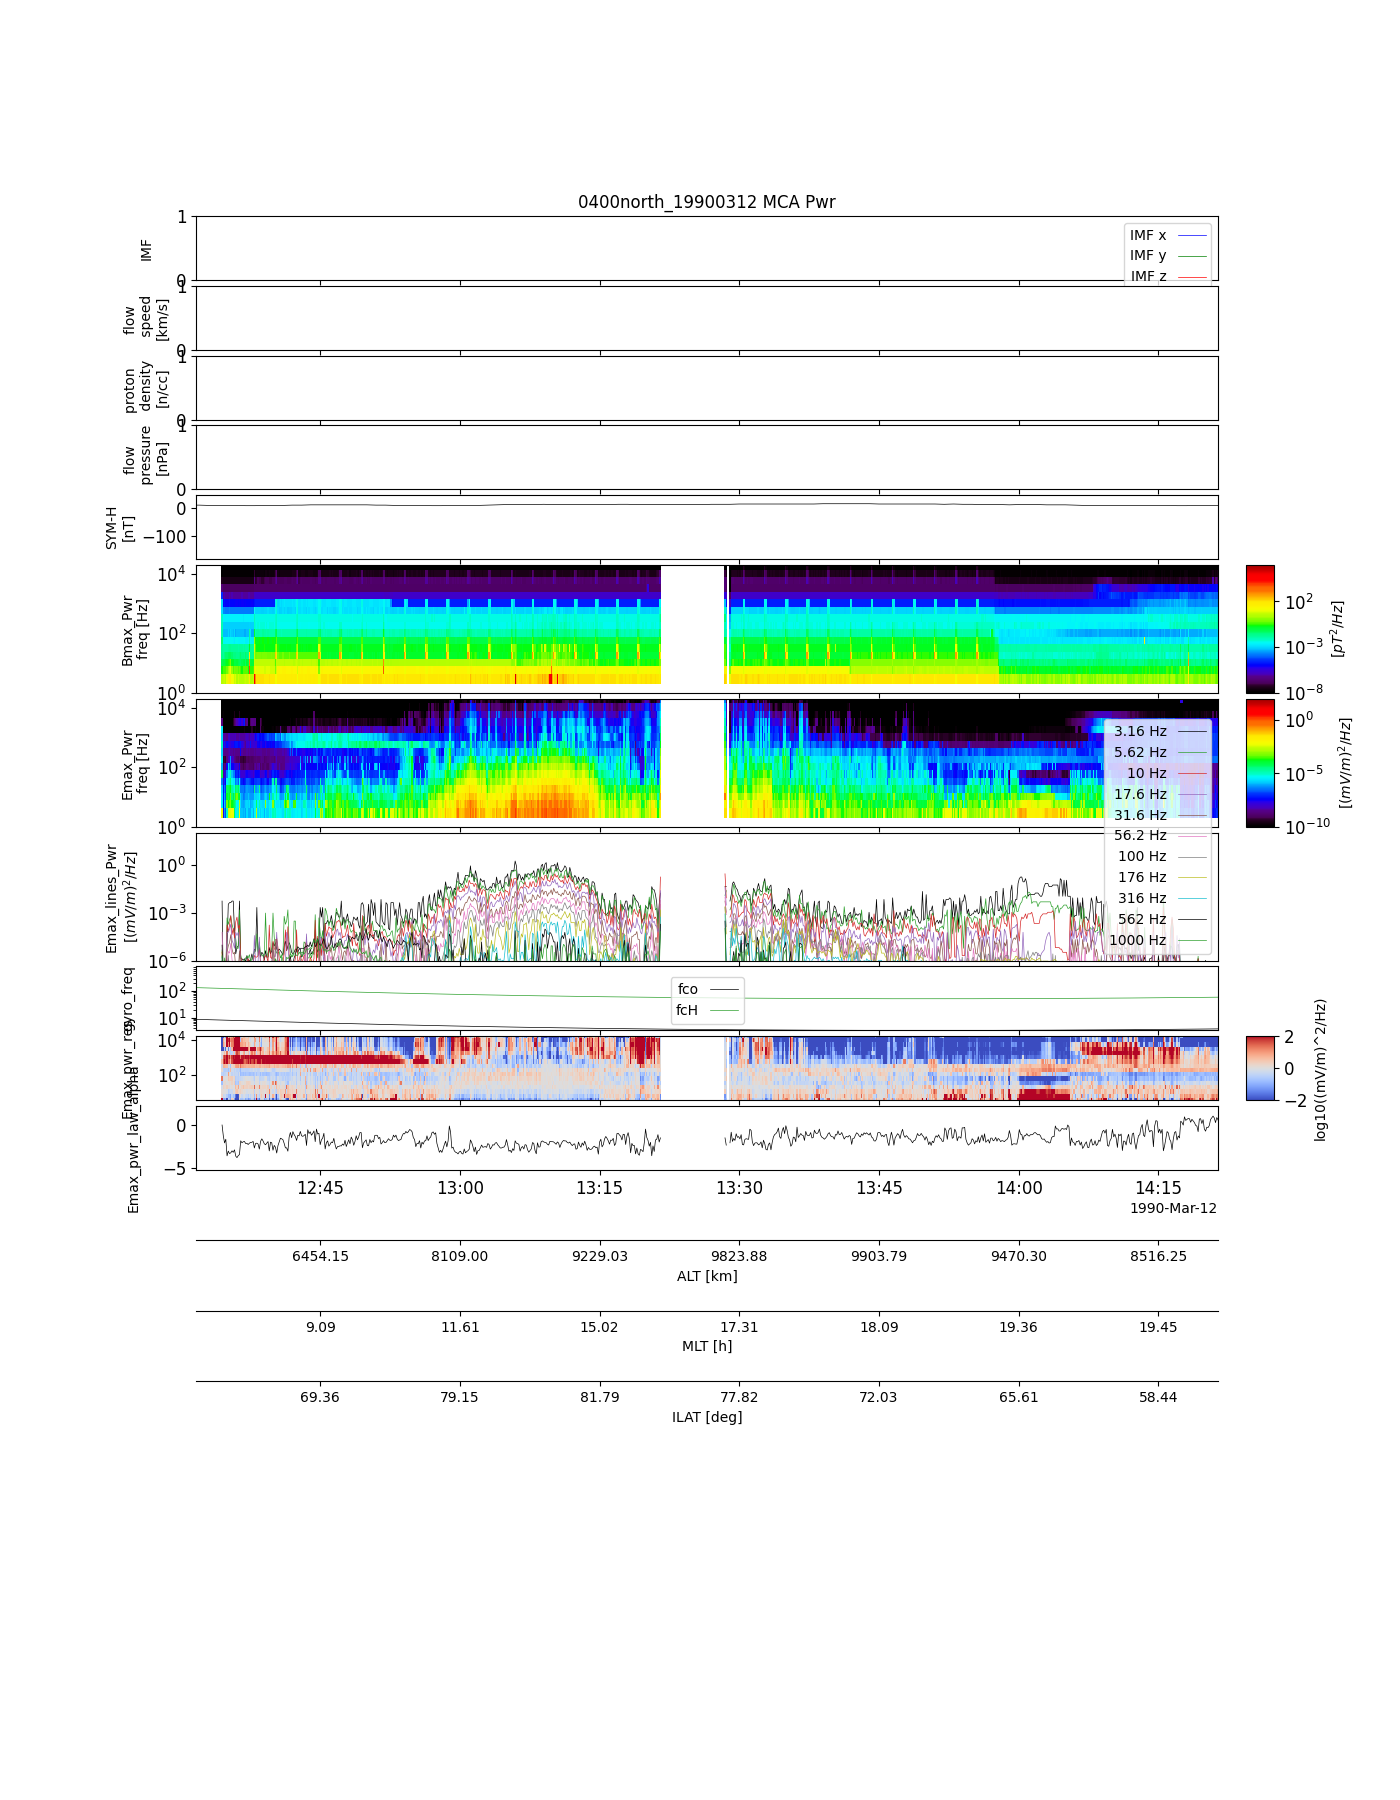 0400north_19900312 MCA Pwr
1
0
IMF
IMF x
IMF y
IMF z
1
0
flow
speed
[km/s]
1
0
proton
density
[n/cc]
1
0
flow
pressure
[nPa]
0
−100
SYM-H
[nT]
10^4
10^2
10^0
Bmax_Pwr
freq [Hz]
10^2
10^−3
10^−8
[pT^2/Hz]
10^4
10^2
10^0
Emax_Pwr
freq [Hz]
10^0
10^−5
10^−10
[(mV/m)^2/Hz]
3.16 Hz
5.62 Hz
10 Hz
17.6 Hz
31.6 Hz
56.2 Hz
100 Hz
176 Hz
316 Hz
562 Hz
1000 Hz
10^0
10^−3
10^−6
Emax_lines_Pwr
[(mV/m)^2/Hz]
10^2
10^1
gyro_freq
fco
fcH
10^4
10^2
Emax_pwr_reg
2
0
−2
log10((mV/m)^2/Hz)
0
−5
Emax_pwr_law_alpha
12:45 13:00 13:15 13:30 13:45 14:00 14:15
1990-Mar-12
6454.15 8109.00 9229.03 9823.88 9903.79 9470.30 8516.25
ALT [km]
9.09 11.61 15.02 17.31 18.09 19.36 19.45
MLT [h]
69.36 79.15 81.79 77.82 72.03 65.61 58.44
ILAT [deg]